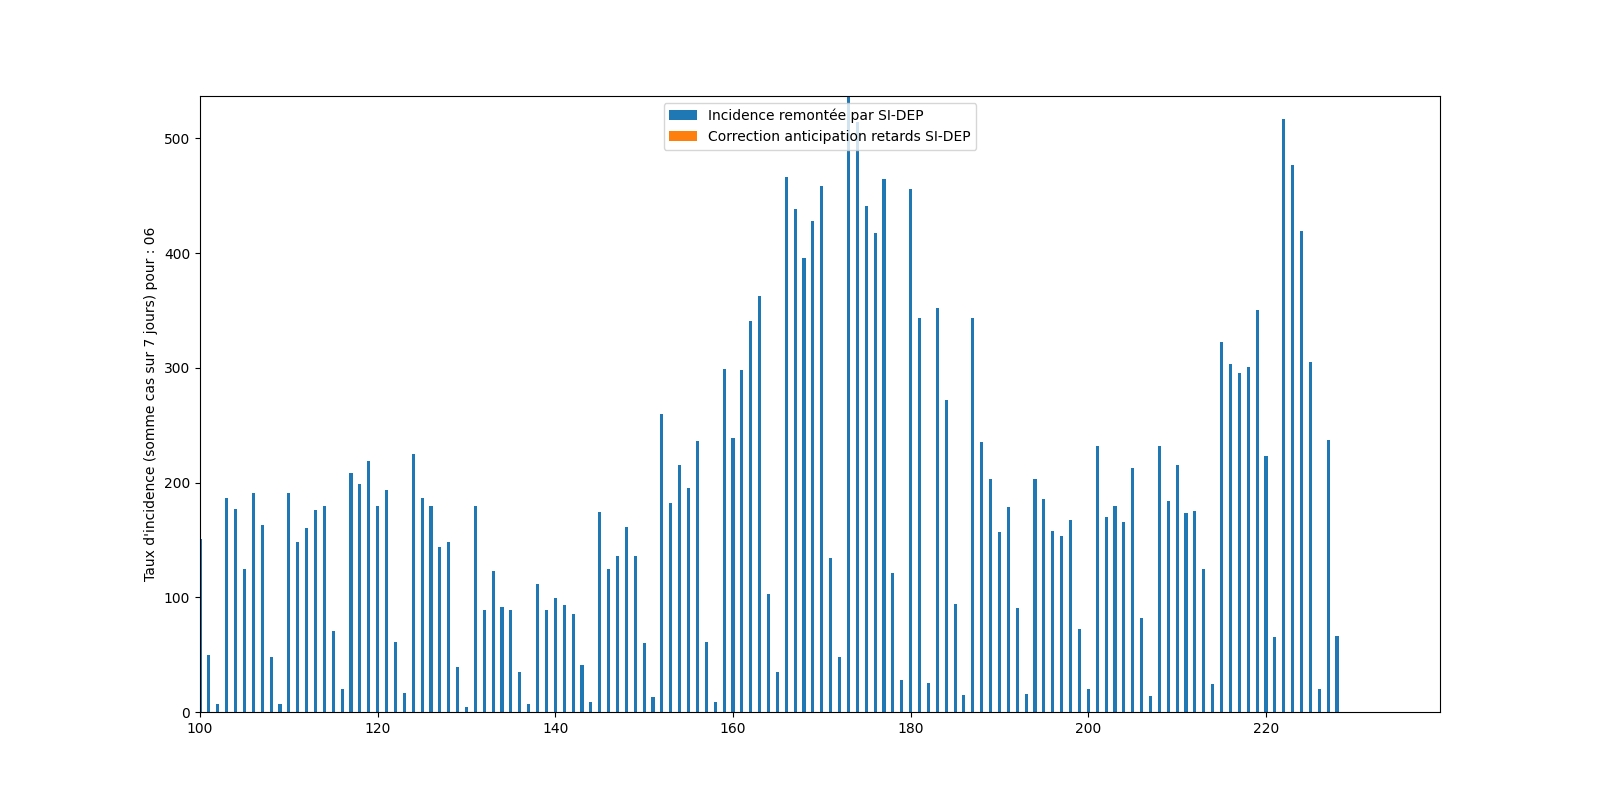 Incidence remontée par SI-DEP
Correction anticipation retards SI-DEP
Taux d'incidence (somme cas sur 7 jours) pour : 06
500
400
300
200
100
0
100 120 140 160 180 200 220